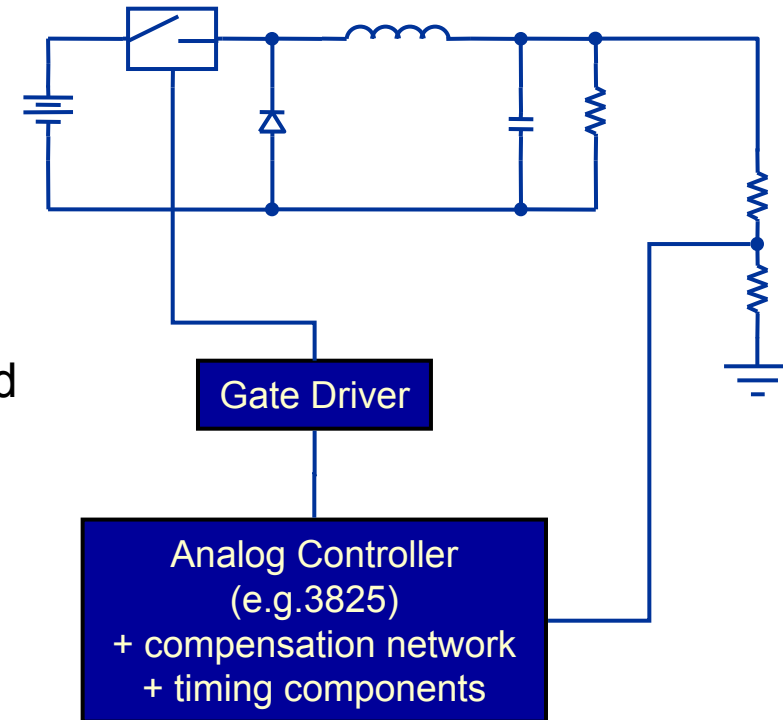 d
Gate Driver
Analog Controller
(e.g.3825)
+ compensation network
+ timing components